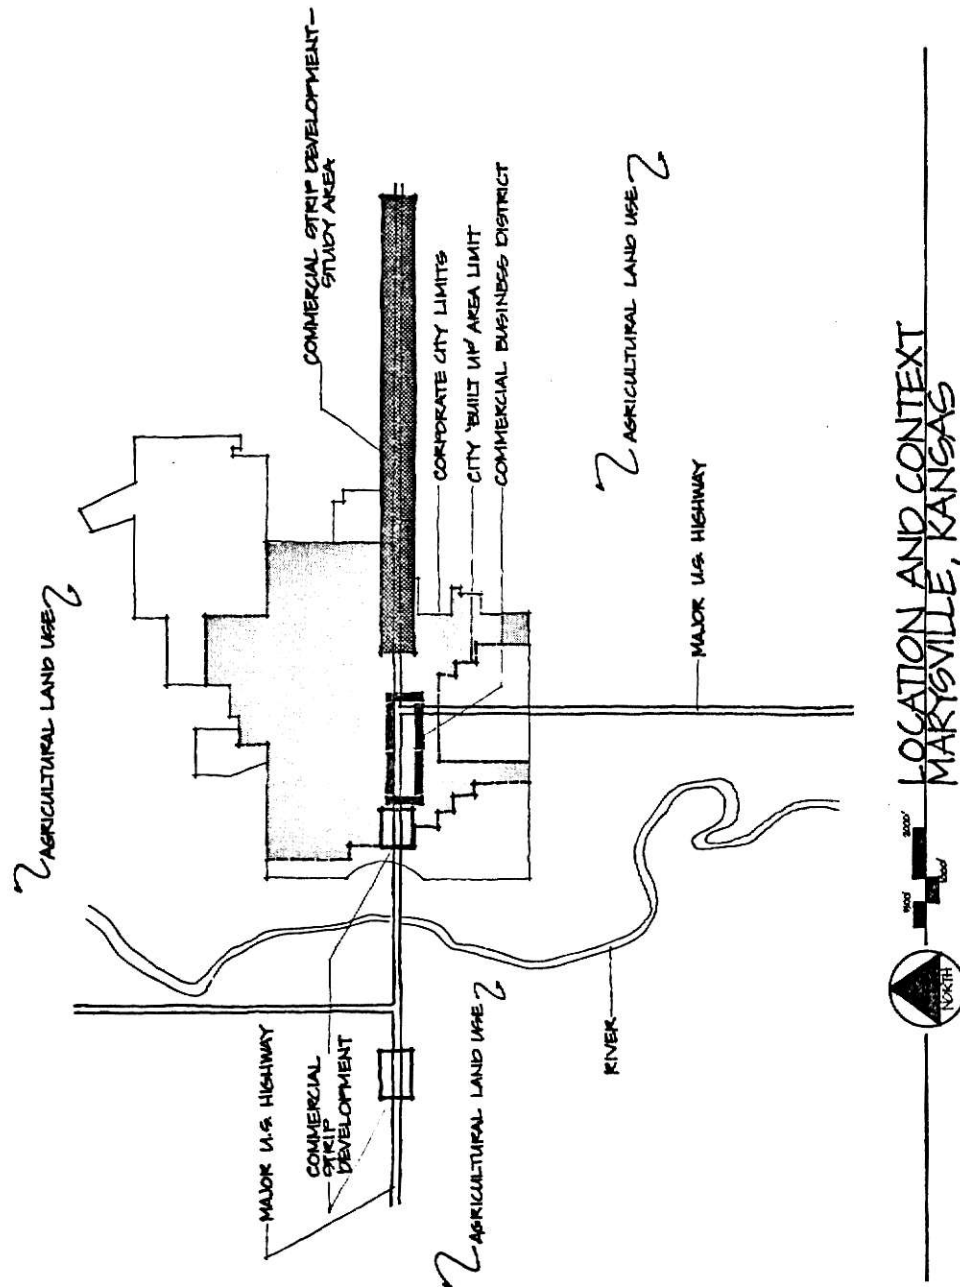 AGRICULTURAL LAND USE
COMMERCIAL STRIP DEVELOPMENT-
STUDY AREA
MAJOR U.S. HIGHWAY
COMMERCIAL
STRIP
DEVELOPMENT
CORPORATE CITY LIMITS
CITY 'BUILT UP' AREA LIMIT
COMMERCIAL BUSINESS DISTRICT
AGRICULTURAL LAND USE
AGRICULTURAL LAND USE
RIVER
MAJOR U.S. HIGHWAY
NORTH
2000'
LOCATION AND CONTEXT
MARYSVILLE, KANSAS